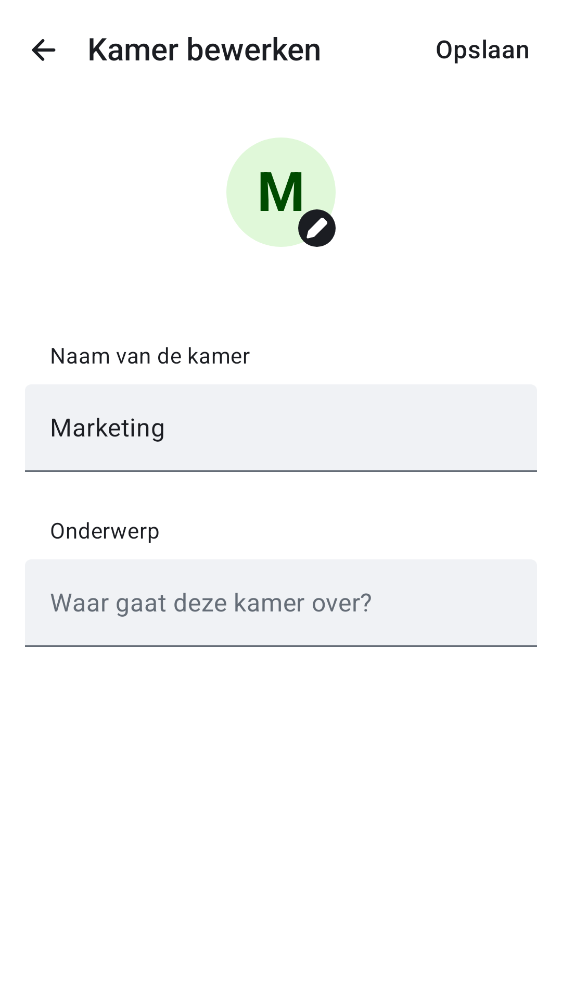 Kamer bewerken
Opslaan
M
Naam van de kamer
Marketing
Onderwerp
Waar gaat deze kamer over?